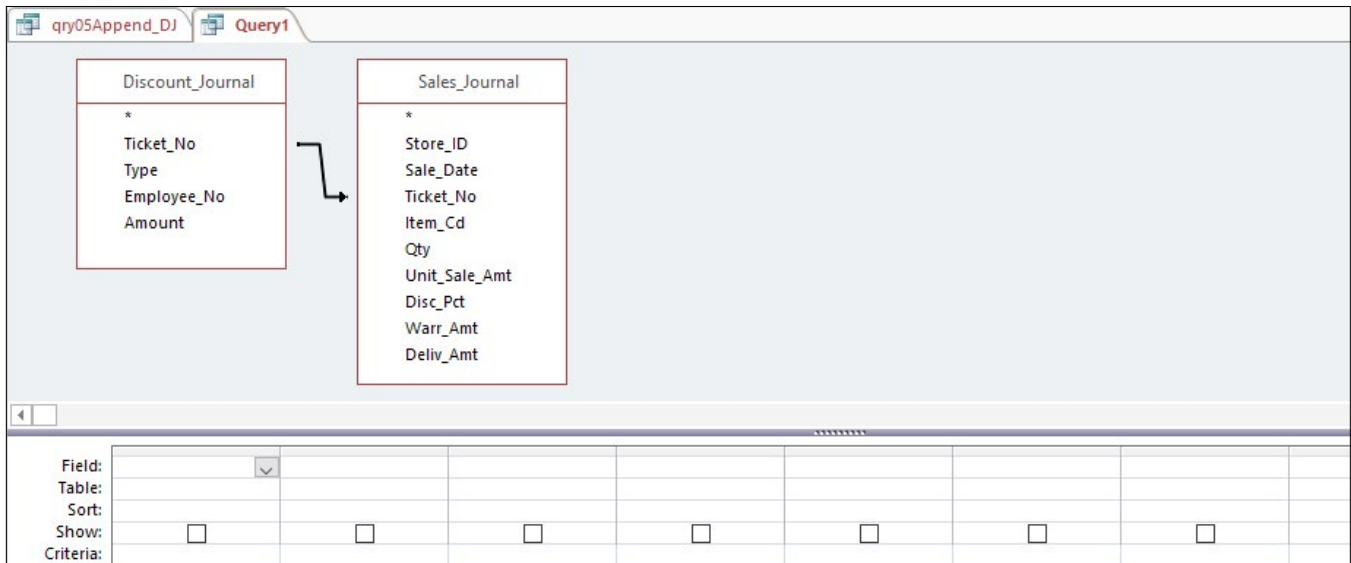 qry05Append_DJ
Query1
Discount_Journal
*
Ticket_No
Type
Employee_No
Amount
Sales_Journal
*
Store_ID
Sale_Date
Ticket_No
Item_Cd
Qty
Unit_Sale_Amt
Disc_Pct
Warr_Amt
Deliv_Amt
Field:
Table:
Sort:
Show:
Criteria: